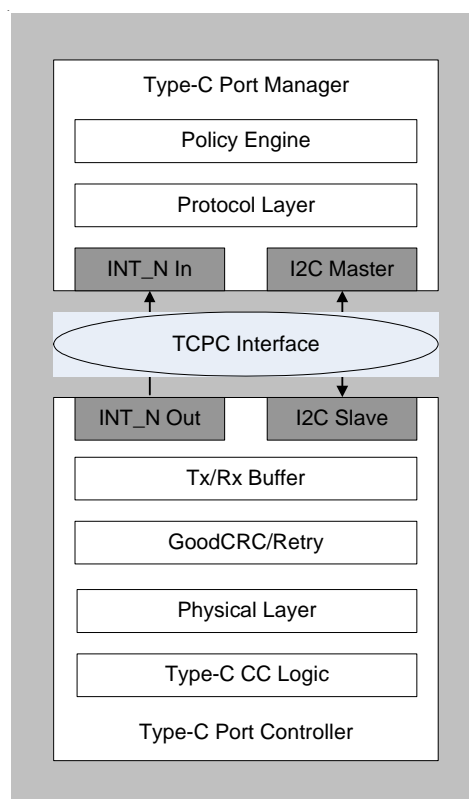 Type-C Port Manager
Policy Engine
Protocol Layer
INT_N In I2C Master
TCPC Interface
INT_N Out I2C Slave
Tx/Rx Buffer
GoodCRC/Retry
Physical Layer
Type-C CC Logic
Type-C Port Controller